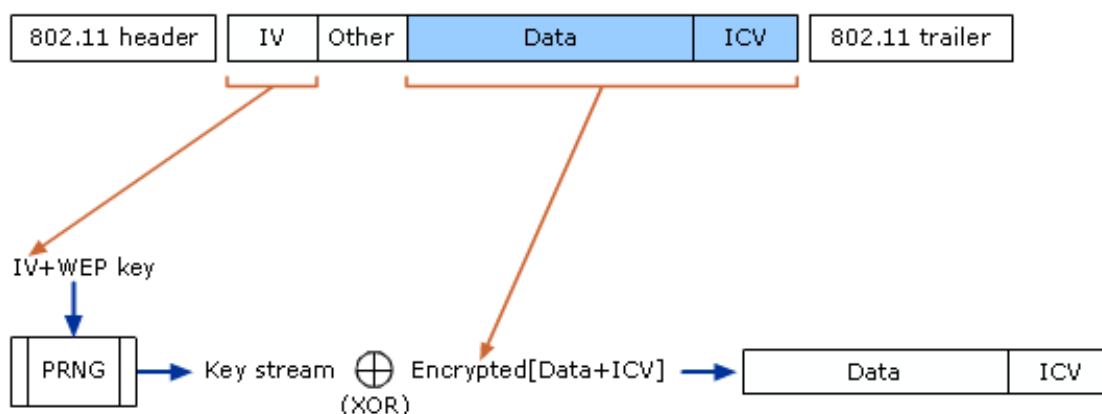 802.11 header IV Other Data ICV 802.11 trailer
IV+WEP key
PRNG Key stream Encrypted[Data+ICV] Data ICV
(XOR)